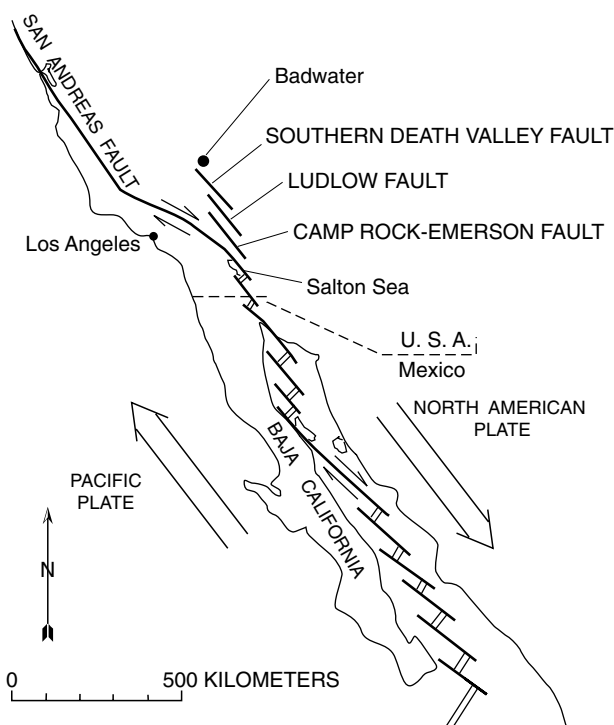 SAN ANDREAS FAULT
Badwater
SOUTHERN DEATH VALLEY FAULT
LUDLOW FAULT
CAMP ROCK-EMERSON FAULT
Los Angeles
Salton Sea
U. S. A.
Mexico
NORTH AMERICAN
PLATE
BAJA CALIFORNIA
PACIFIC
PLATE
N
0 500 KILOMETERS